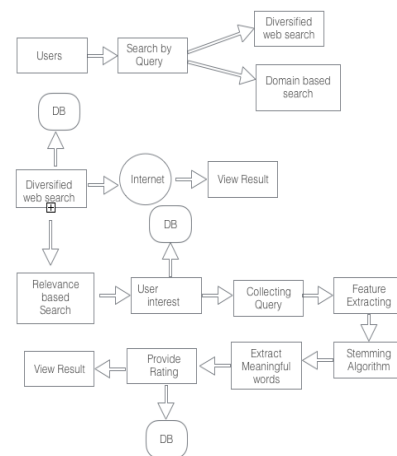 Diversified
web search
Users
Search by
Query
Domain based
search
DB
Diversified
web search
Internet
View Result
DB
Relevance
based
Search
User
interest
Collecting
Query
Feature
Extracting
View Result
Provide
Rating
Extract
Meaningful
words
Stemming
Algorithm
DB